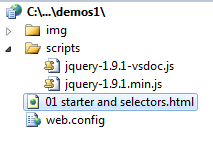 C:\...\demos1\
img
scripts
jquery-1.9.1-vsdoc.js
jquery-1.9.1.min.js
01 starter and selectors.html
web.config